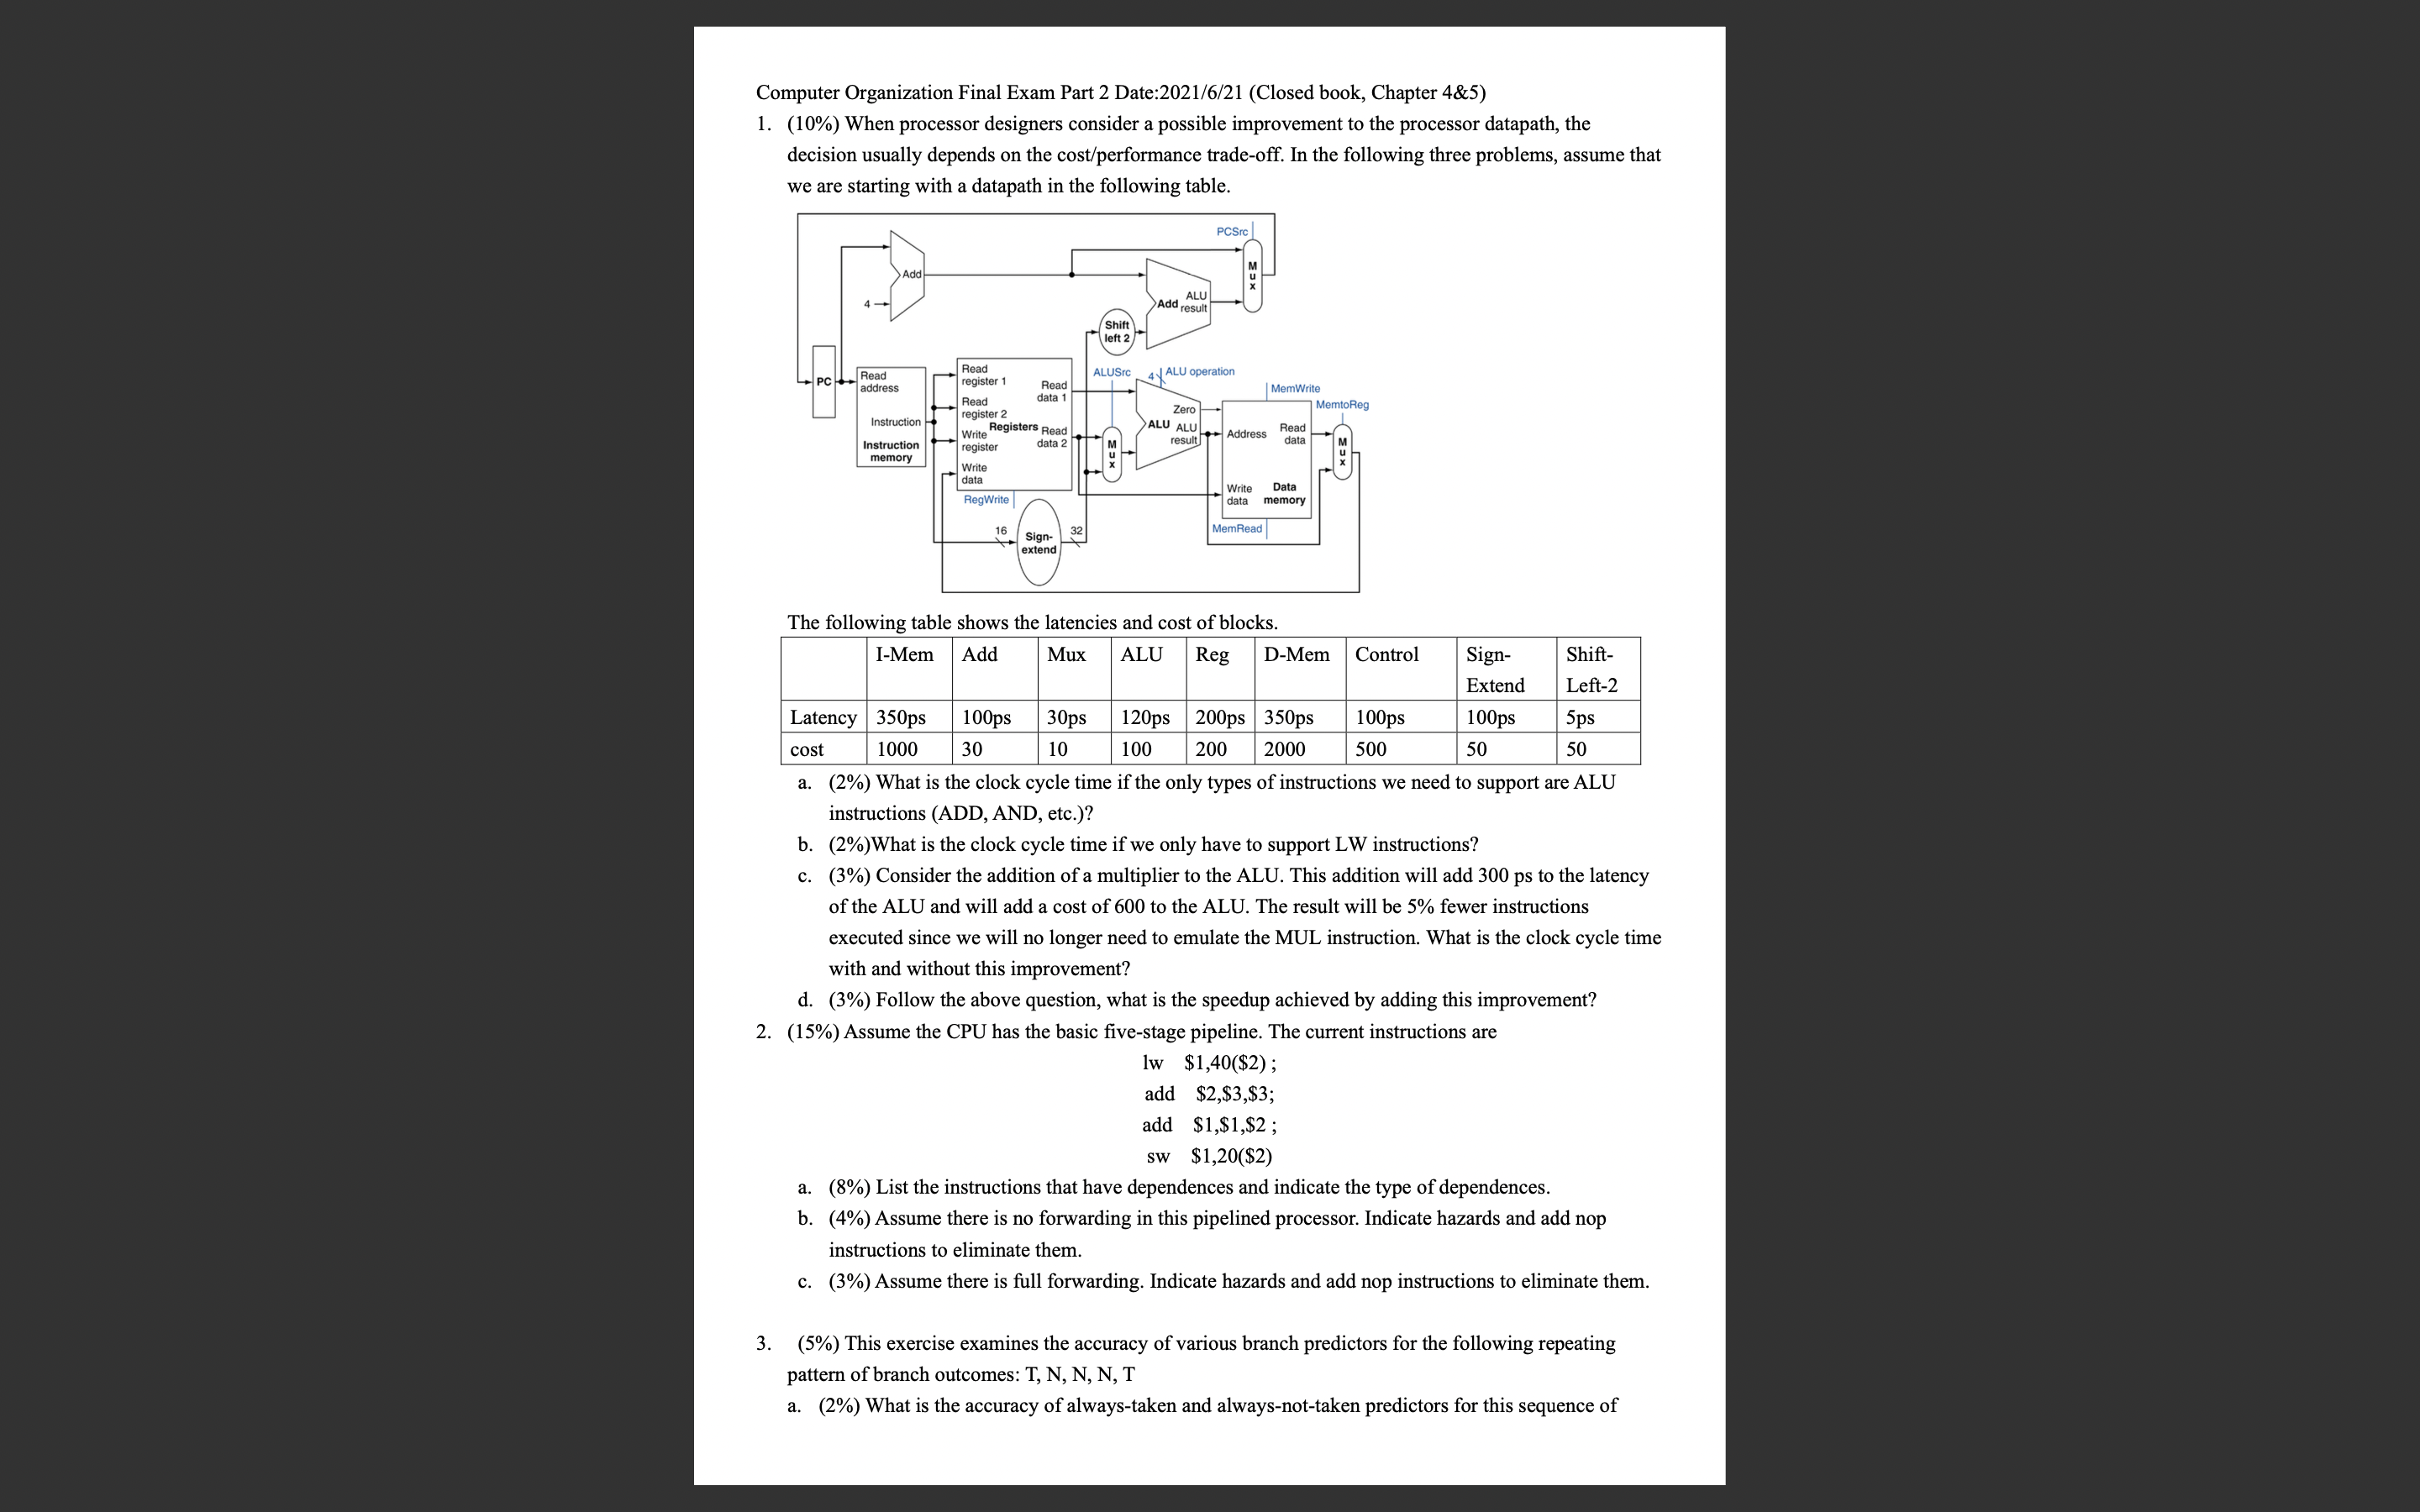 Computer Organization Final Exam Part 2 Date:2021/6/21 (Closed book, Chapter 4&5)
1. (10%) When processor designers consider a possible improvement to the processor datapath, the
decision usually depends on the cost/performance trade-off. In the following three problems, assume that
we are starting with a datapath in the following table.
PCSrc
Add
4
M
u
x
Add
ALU
result
Shift
left 2
PC
Read
address
Instruction
Instruction
memory
Read
register 1
Read
register 2
Write
register
Write
data
Registers
Read
data 1
Read
data 2
RegWrite
16
Sign-
extend
32
ALUSrc
M
u
x
4
ALU operation
Zero
ALU
ALU
result
MemWrite
MemtoReg
Address
Read
data
Write
data
Data
memory
M
u
x
MemRead
The following table shows the latencies and cost of blocks.
I-Mem Add Mux ALU Reg D-Mem Control Sign-
Extend Shift-
Left-2
Latency 350ps 100ps 30ps 120ps 200ps 350ps 100ps 100ps 5ps
cost 1000 30 10 100 200 2000 500 50 50
a. (2%) What is the clock cycle time if the only types of instructions we need to support are ALU
instructions (ADD, AND, etc.)?
b. (2%)What is the clock cycle time if we only have to support LW instructions?
c. (3%) Consider the addition of a multiplier to the ALU. This addition will add 300 ps to the latency
of the ALU and will add a cost of 600 to the ALU. The result will be 5% fewer instructions
executed since we will no longer need to emulate the MUL instruction. What is the clock cycle time
with and without this improvement?
d. (3%) Follow the above question, what is the speedup achieved by adding this improvement?
2. (15%) Assume the CPU has the basic five-stage pipeline. The current instructions are
lw $1,40($2) ;
add $2,$3,$3;
add $1,$1,$2 ;
sw $1,20($2)
a. (8%) List the instructions that have dependences and indicate the type of dependences.
b. (4%) Assume there is no forwarding in this pipelined processor. Indicate hazards and add nop
instructions to eliminate them.
c. (3%) Assume there is full forwarding. Indicate hazards and add nop instructions to eliminate them.
3. (5%) This exercise examines the accuracy of various branch predictors for the following repeating
pattern of branch outcomes: T, N, N, N, T
a. (2%) What is the accuracy of always-taken and always-not-taken predictors for this sequence of